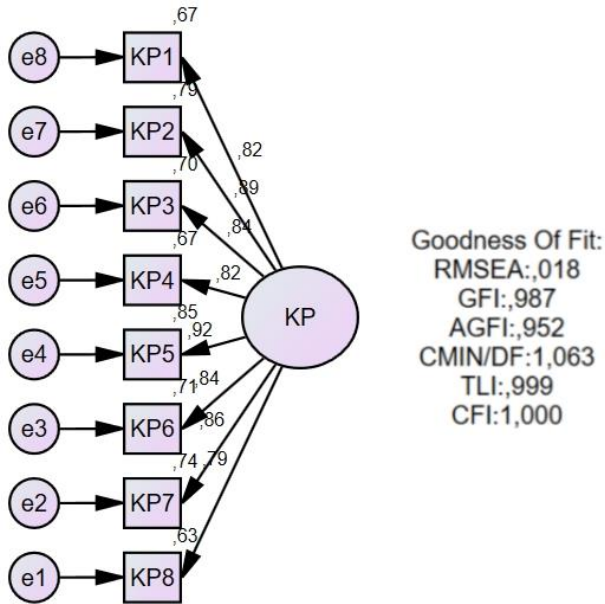 ,67
e8
KP1
,79
,82
e7
KP2
,70
,89
e6
KP3
,84
,67
e5
KP4
,82
KP
,85
e4
KP5
,92
,71
,84
e3
KP6
,86
,74
,79
e2
KP7
,63
e1
KP8
Goodness Of Fit:
RMSEA:,018
GFI:,987
AGFI:,952
CMIN/DF:1,063
TLI:,999
CFI:1,000